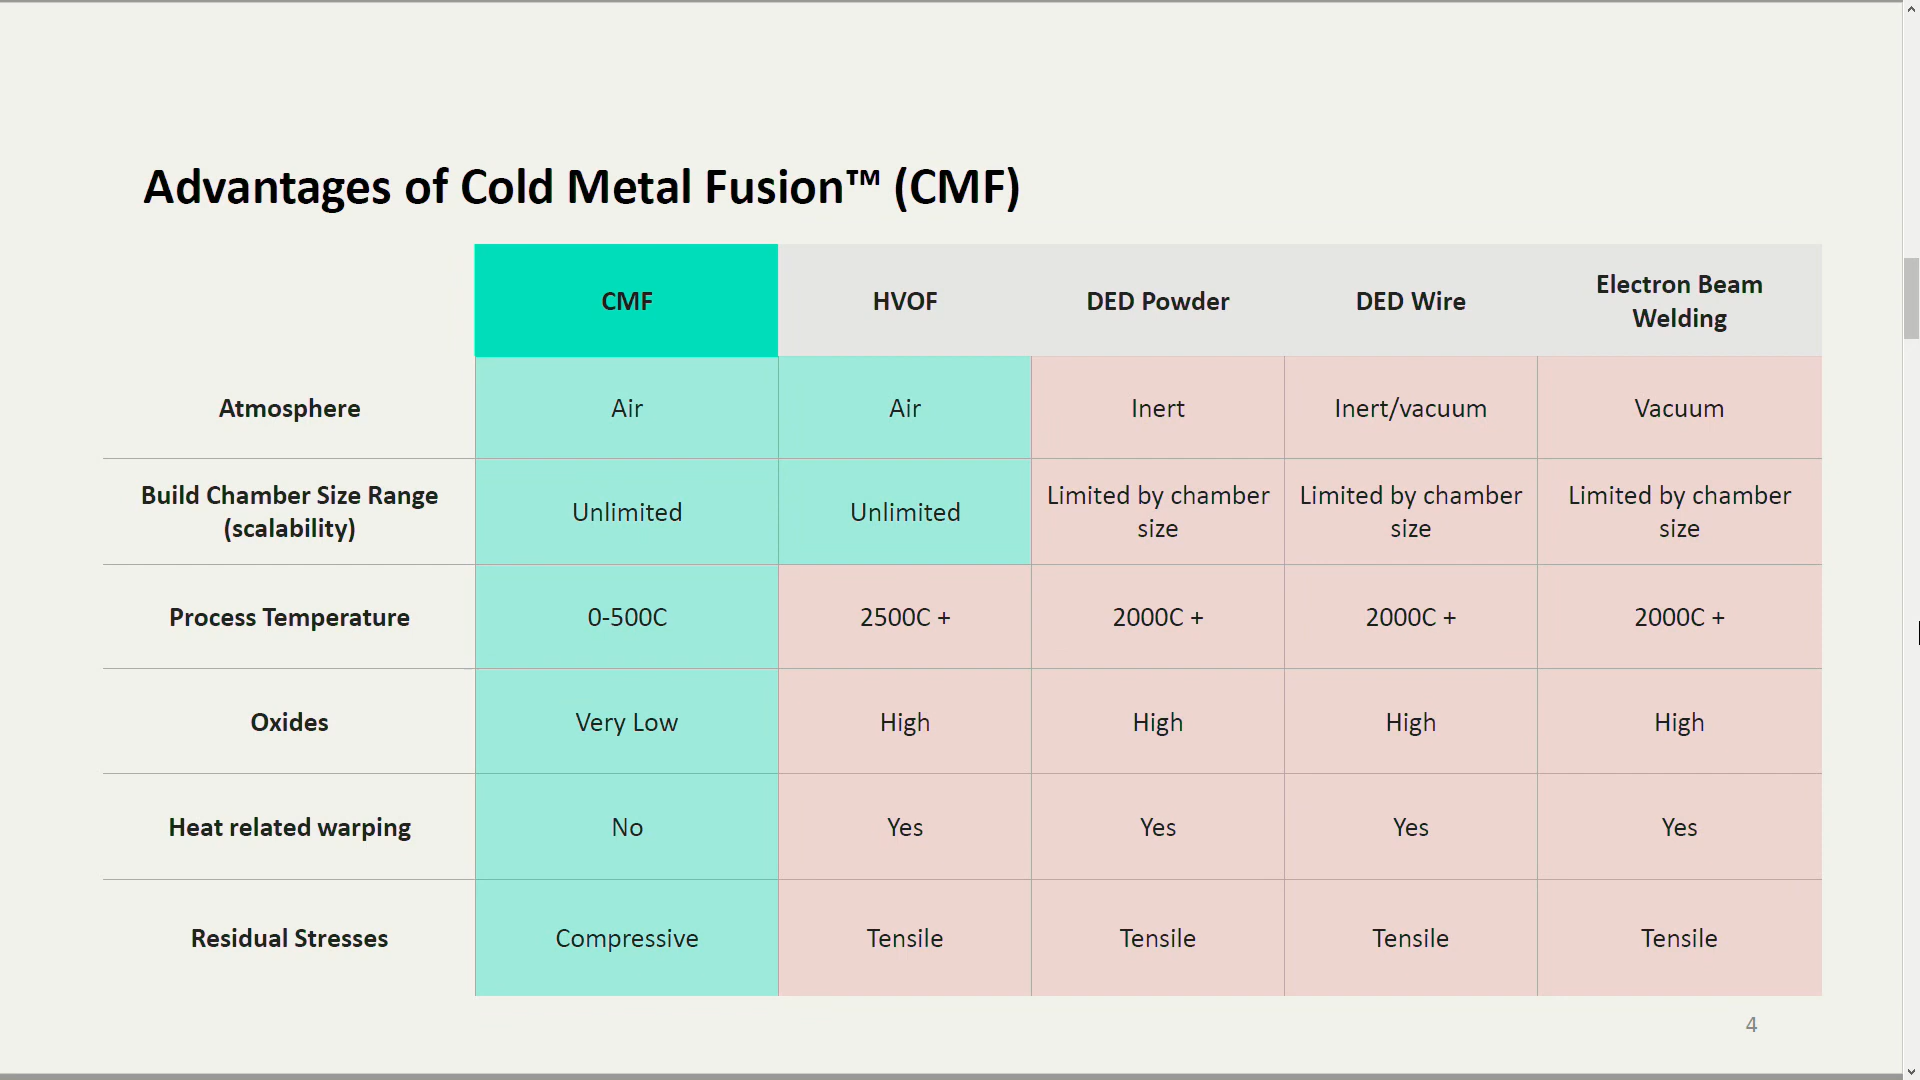 Advantages of Cold Metal Fusion™ (CMF)
CMF HVOF DED Powder DED Wire Electron Beam
Welding
Atmosphere Air Air Inert Inert/vacuum Vacuum
Build Chamber Size Range
(scalability) Unlimited Unlimited Limited by chamber
size Limited by chamber
size Limited by chamber
size
Process Temperature 0-500C 2500C + 2000C + 2000C + 2000C +
Oxides Very Low High High High High
Heat related warping No Yes Yes Yes Yes
Residual Stresses Compressive Tensile Tensile Tensile Tensile
4